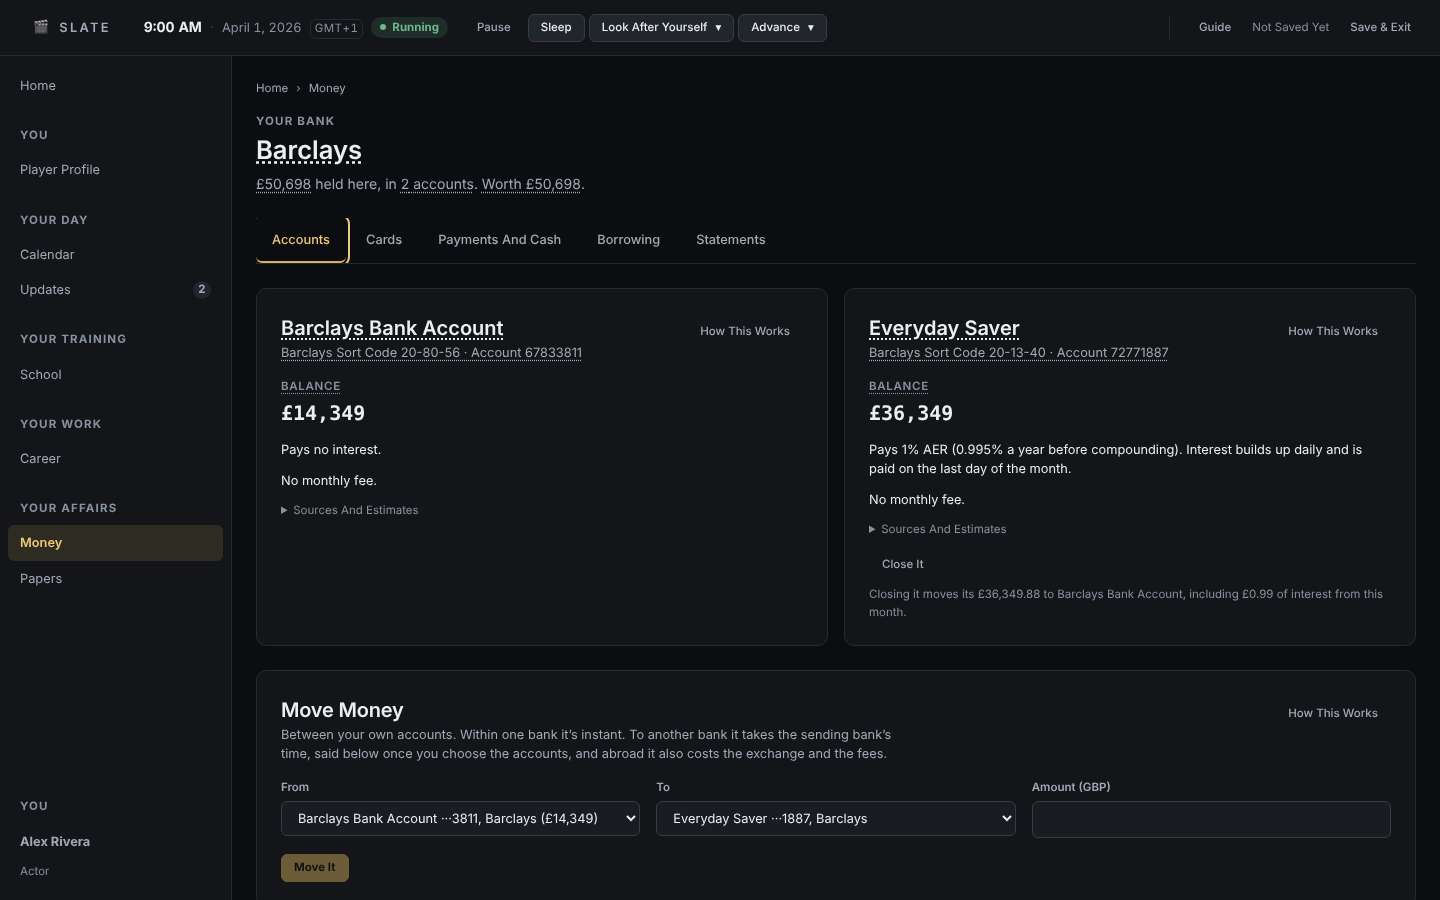 SLATE
9:00 AM · April 1, 2026 GMT+1 Running
Pause
Sleep
Look After Yourself ▾
Advance ▾
Guide
Not Saved Yet
Save & Exit
Home
YOU
Player Profile
YOUR DAY
Calendar
Updates 2
YOUR TRAINING
School
YOUR WORK
Career
YOUR AFFAIRS
Money
Papers
YOU
Alex Rivera
Actor
Home › Money
YOUR BANK
Barclays
£50,698 held here, in 2 accounts. Worth £50,698.
Accounts
Cards
Payments And Cash
Borrowing
Statements
Barclays Bank Account
How This Works
Barclays Sort Code 20-80-56 · Account 67833811
BALANCE
£14,349
Pays no interest.
No monthly fee.
Sources And Estimates
Everyday Saver
How This Works
Barclays Sort Code 20-13-40 · Account 72771887
BALANCE
£36,349
Pays 1% AER (0.995% a year before compounding). Interest builds up daily and is
paid on the last day of the month.
No monthly fee.
Sources And Estimates
Close It
Closing it moves its £36,349.88 to Barclays Bank Account, including £0.99 of interest from this
month.
Move Money
How This Works
Between your own accounts. Within one bank it’s instant. To another bank it takes the sending bank’s
time, said below once you choose the accounts, and abroad it also costs the exchange and the fees.
From
To
Amount (GBP)
Barclays Bank Account ···3811, Barclays (£14,349)
Everyday Saver ···1887, Barclays
Move It